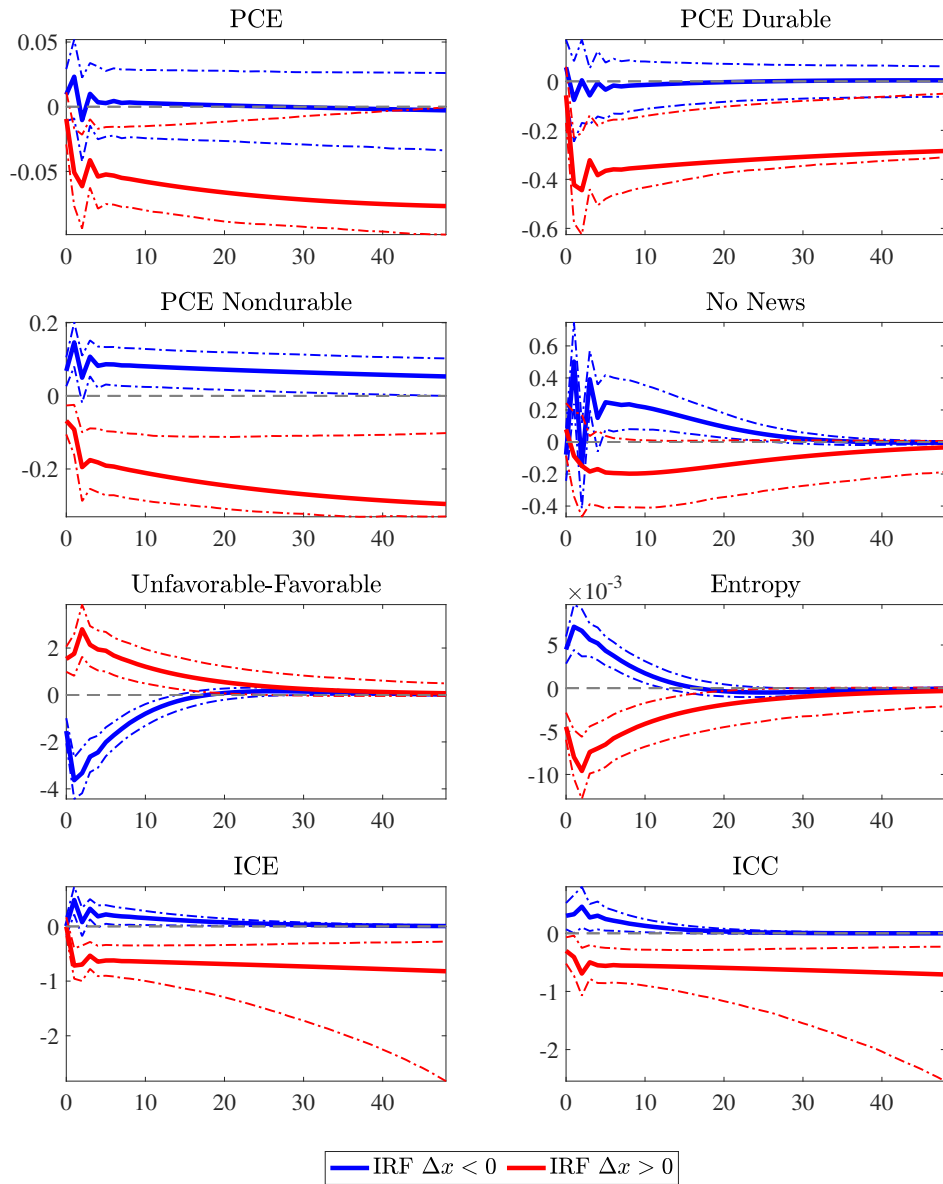 PCE
0.05
0
-0.05
0 10 20 30 40
PCE Durable
0
-0.2
-0.4
-0.6
0 10 20 30 40
PCE Nondurable
0.2
0
-0.2
0 10 20 30 40
No News
0.6
0.4
0.2
0
-0.2
-0.4
0 10 20 30 40
Unfavorable-Favorable
2
0
-2
-4
0 10 20 30 40
Entropy
×10⁻³
5
0
-5
-10
0 10 20 30 40
ICE
0
-1
-2
0 10 20 30 40
ICC
0
-1
-2
0 10 20 30 40
IRF Δx < 0 IRF Δx > 0